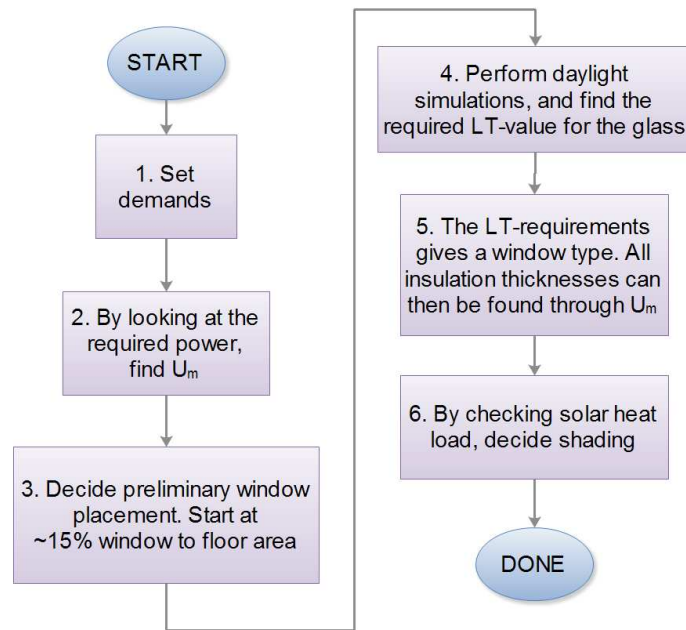 START
1. Set
demands
2. By looking at the
required power,
find Um
3. Decide preliminary window
placement. Start at
~15% window to floor area
4. Perform daylight
simulations, and find the
required LT-value for the glass
5. The LT-requirements
gives a window type. All
insulation thicknesses can
then be found through Um
6. By checking solar heat
load, decide shading
DONE